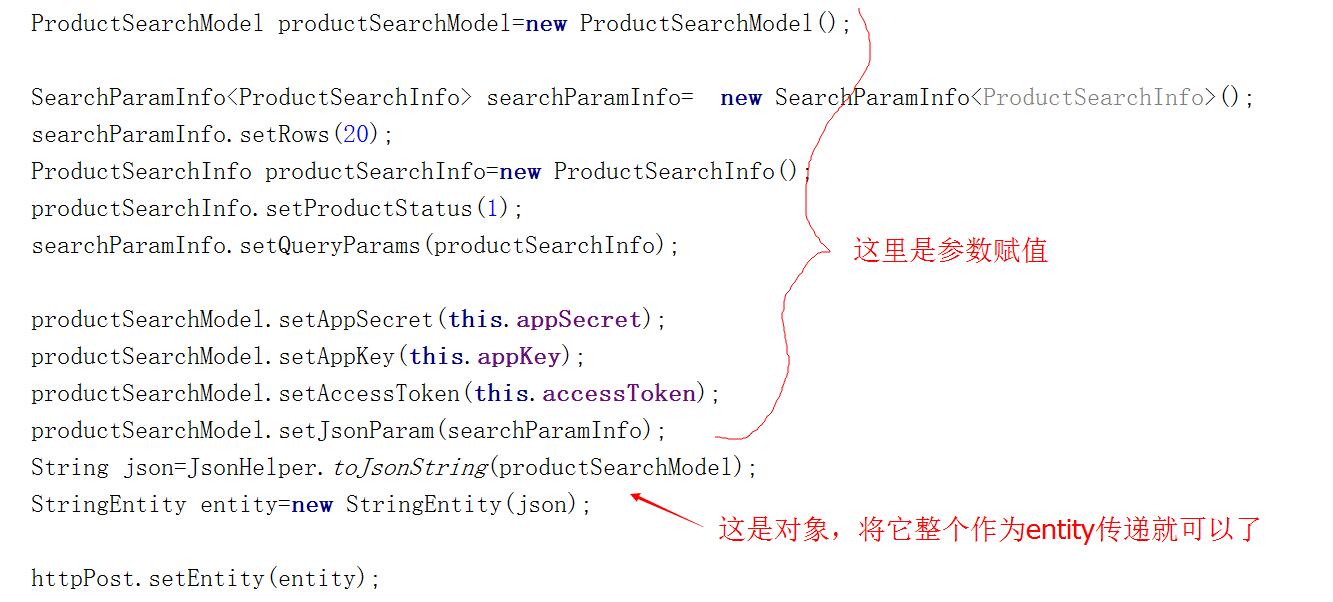 ProductSearchModel productSearchModel=new ProductSearchModel();
SearchParamInfo<ProductSearchInfo> searchParamInfo=  new SearchParamInfo<ProductSearchInfo>();
searchParamInfo.setRows(20);
ProductSearchInfo productSearchInfo=new ProductSearchInfo();
productSearchInfo.setProductStatus(1);
searchParamInfo.setQueryParams(productSearchInfo);
这里是参数赋值
productSearchModel.setAppSecret(this.appSecret);
productSearchModel.setAppKey(this.appKey);
productSearchModel.setAccessToken(this.accessToken);
productSearchModel.setJsonParam(searchParamInfo);
String json=JsonHelper.toJsonString(productSearchModel);
StringEntity entity=new StringEntity(json);
这是对象，将它整个作为entity传递就可以了
httpPost.setEntity(entity);